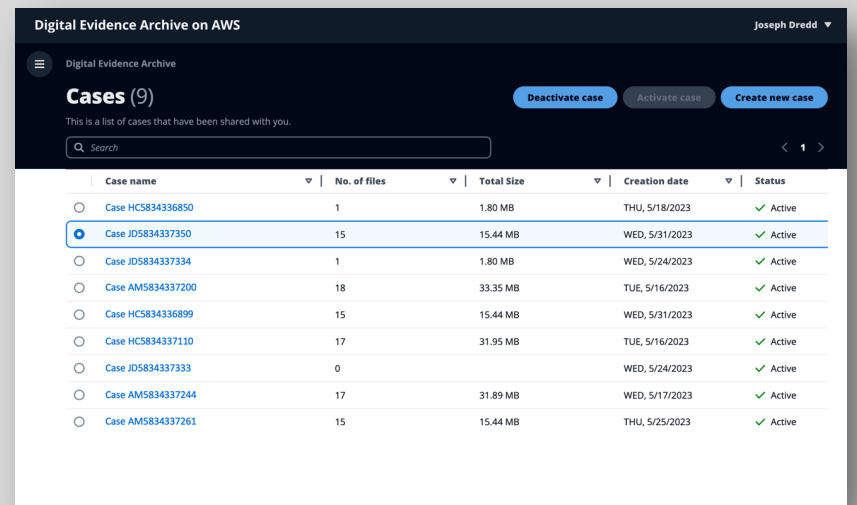 Digital Evidence Archive on AWS Joseph Dredd
Digital Evidence Archive
Cases (9) Deactivate case Activate case Create new case
This is a list of cases that have been shared with you.
Search 1
Case name No. of files Total Size Creation date Status
Case HC5834336850 1 1.80 MB THU, 5/18/2023 Active
Case JD5834337350 15 15.44 MB WED, 5/31/2023 Active
Case JD5834337334 1 1.80 MB WED, 5/24/2023 Active
Case AM5834337200 18 33.35 MB TUE, 5/16/2023 Active
Case HC5834336899 15 15.44 MB WED, 5/31/2023 Active
Case HC5834337110 17 31.95 MB TUE, 5/16/2023 Active
Case JD5834337333 0 WED, 5/24/2023 Active
Case AM5834337244 17 31.89 MB WED, 5/17/2023 Active
Case AM5834337261 15 15.44 MB THU, 5/25/2023 Active